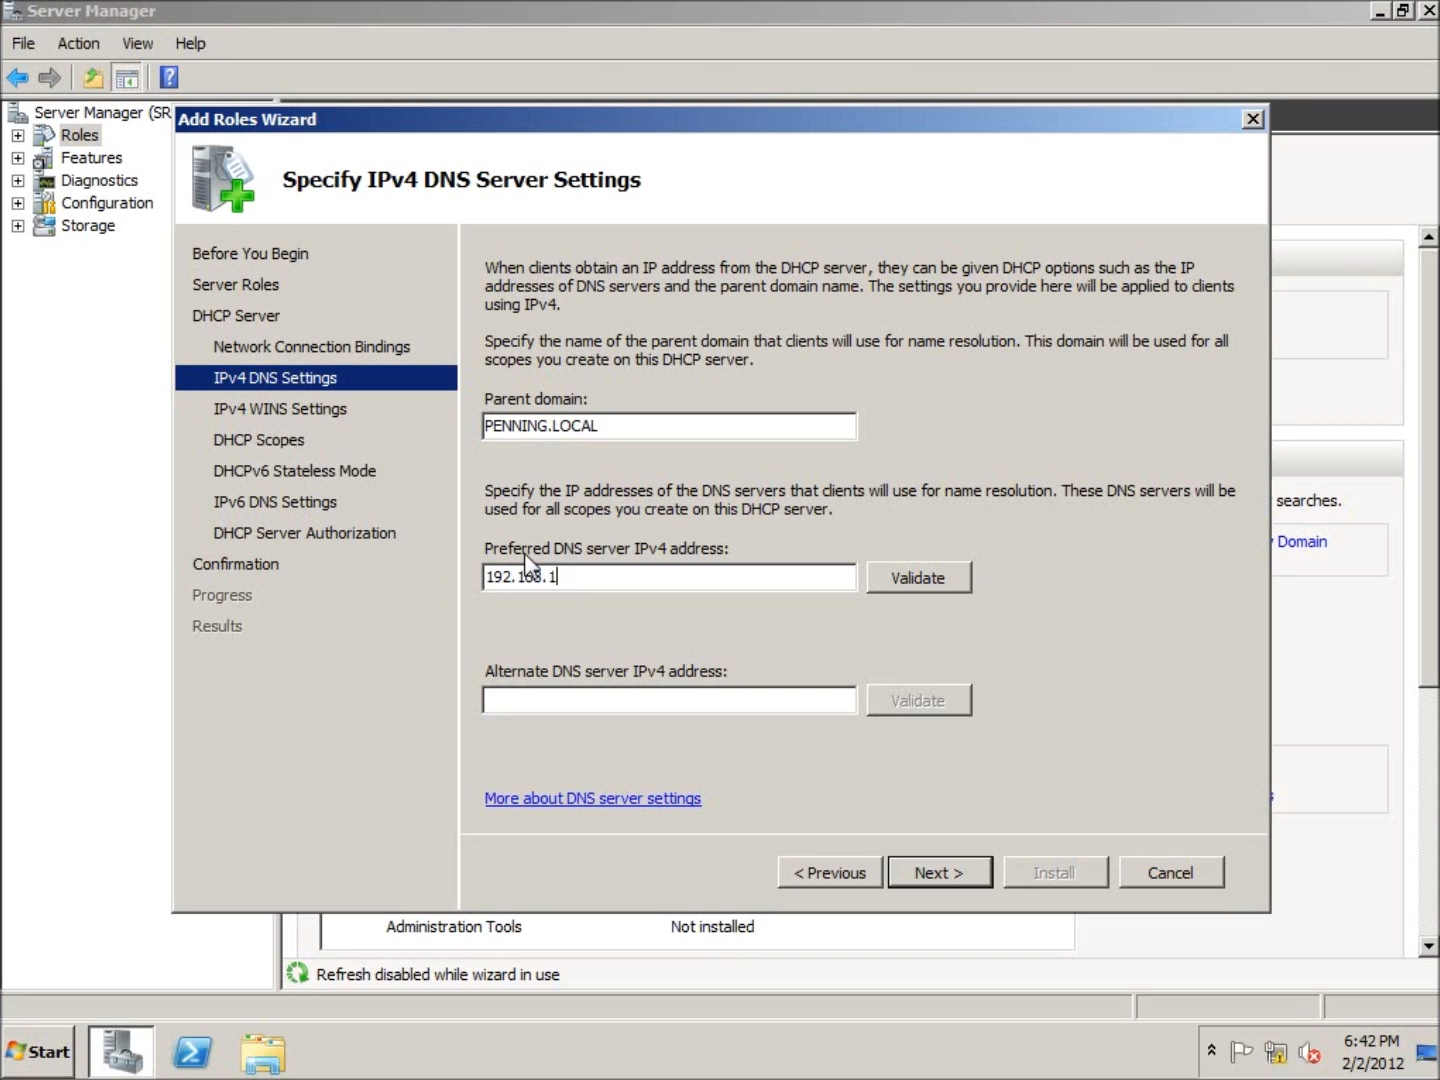 Server Manager
File Action View Help
Server Manager (SR
Roles
Features
Diagnostics
Configuration
Storage
Add Roles Wizard
Specify IPv4 DNS Server Settings
Before You Begin
Server Roles
DHCP Server
Network Connection Bindings
IPv4 DNS Settings
IPv4 WINS Settings
DHCP Scopes
DHCPv6 Stateless Mode
IPv6 DNS Settings
DHCP Server Authorization
Confirmation
Progress
Results
When clients obtain an IP address from the DHCP server, they can be given DHCP options such as the IP
addresses of DNS servers and the parent domain name. The settings you provide here will be applied to clients
using IPv4.
Specify the name of the parent domain that clients will use for name resolution. This domain will be used for all
scopes you create on this DHCP server.
Parent domain:
PENNING.LOCAL
Specify the IP addresses of the DNS servers that clients will use for name resolution. These DNS servers will be
used for all scopes you create on this DHCP server.
Preferred DNS server IPv4 address:
192.168.1
Validate
Alternate DNS server IPv4 address:
Validate
More about DNS server settings
< Previous Next > Install Cancel
searches.
Domain
Administration Tools Not installed
Refresh disabled while wizard in use
Start
6:42 PM
2/2/2012